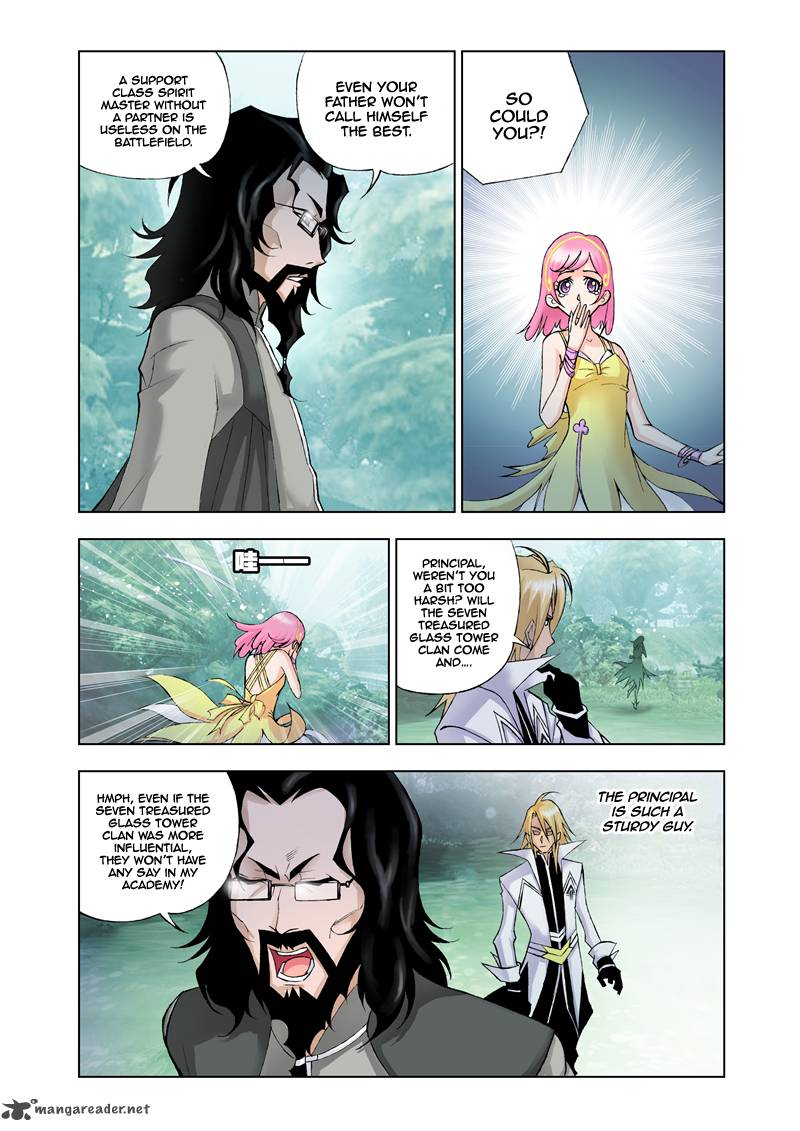 A SUPPORT
CLASS SPIRIT
MASTER WITHOUT
A PARTNER IS
USELESS ON THE
BATTLEFIELD.
EVEN YOUR
FATHER WON'T
CALL HIMSELF
THE BEST.
SO
COULD
YOU?!
哇——
PRINCIPAL,
WEREN'T YOU
A BIT TOO
HARSH? WILL
THE SEVEN
TREASURED
GLASS TOWER
CLAN COME
AND....
HMPH, EVEN IF THE
SEVEN TREASURED
GLASS TOWER
CLAN WAS MORE
INFLUENTIAL,
THEY WON'T HAVE
ANY SAY IN MY
ACADEMY!
THE PRINCIPAL
IS SUCH A
STURDY GUY.
mangareader.net